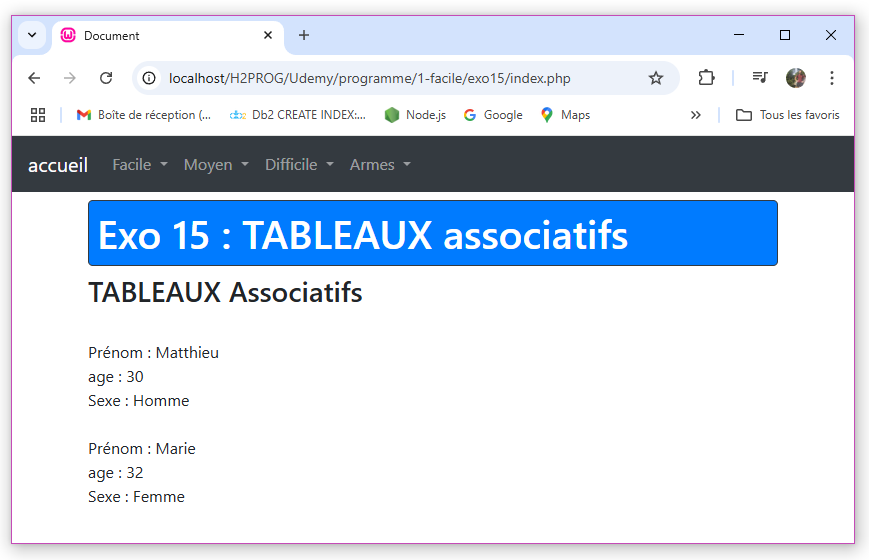 Document
localhost/H2PROG/Udemy/programme/1-facile/exo15/index.php
Boîte de réception (... Db2 CREATE INDEX:... Node.js Google Maps Tous les favoris
accueil Facile Moyen Difficile Armes
Exo 15 : TABLEAUX associatifs
TABLEAUX Associatifs
Prénom : Matthieu
age : 30
Sexe : Homme
Prénom : Marie
age : 32
Sexe : Femme